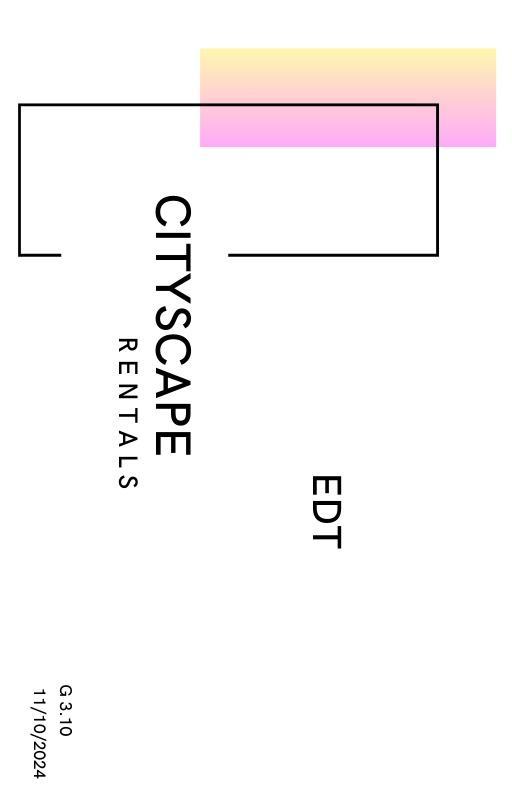 EDT
CITYSCAPE
RENTALS
G 3.10
11/10/2024